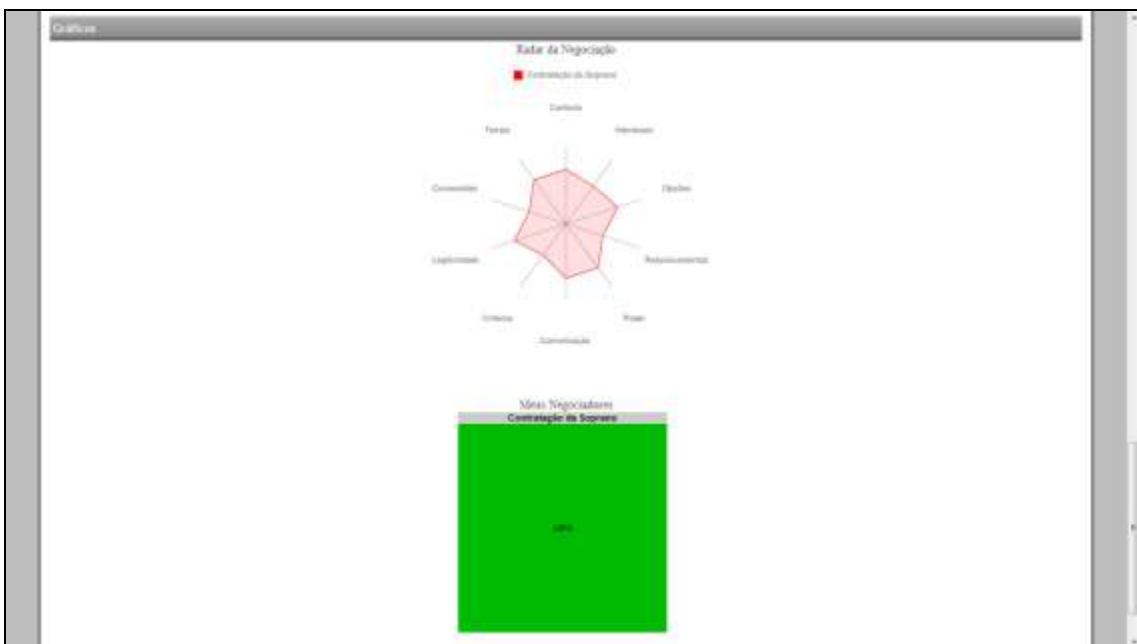 Gráficos
Radar da Negociação
Contratação da Soprano
Contexto
Tempo
Interesses
Concessões
Opções
Legitimidade
Relacionamentos
Critérios
Poder
Comunicação
Meus Negociadores
Contratação da Soprano